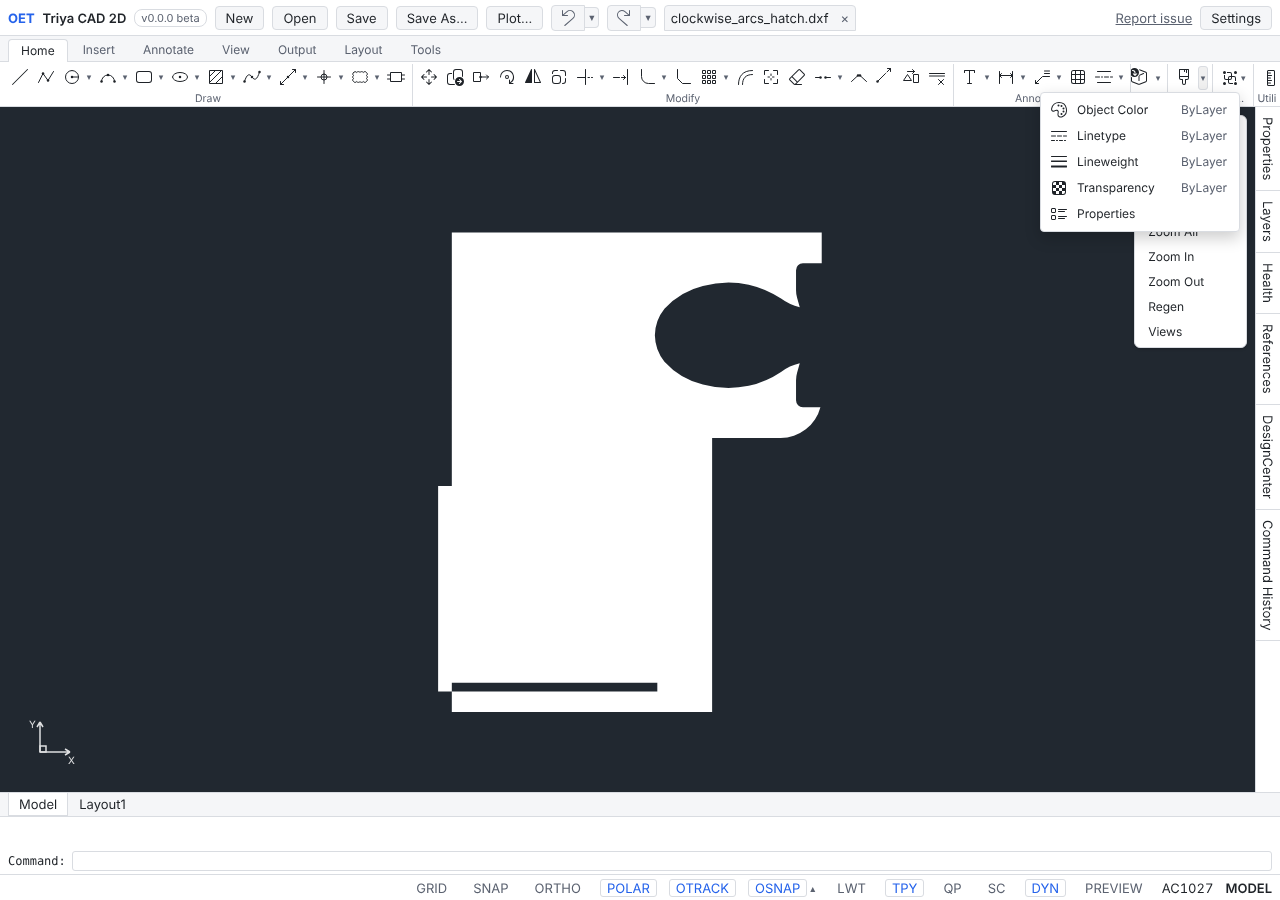 OET Triya CAD 2D v0.0.0 beta New Open Save Save As... Plot... clockwise_arcs_hatch.dxf × Report issue Settings
Home Insert Annotate View Output Layout Tools
Draw Modify Utili
Object Color ByLayer
Linetype ByLayer
Lineweight ByLayer
Transparency ByLayer
Properties
Zoom All
Zoom In
Zoom Out
Regen
Views
Properties
Layers
Health
References
DesignCenter
Command History
Y
X
Model Layout1
Command:
GRID SNAP ORTHO POLAR OTRACK OSNAP LWT TPY QP SC DYN PREVIEW AC1027 MODEL